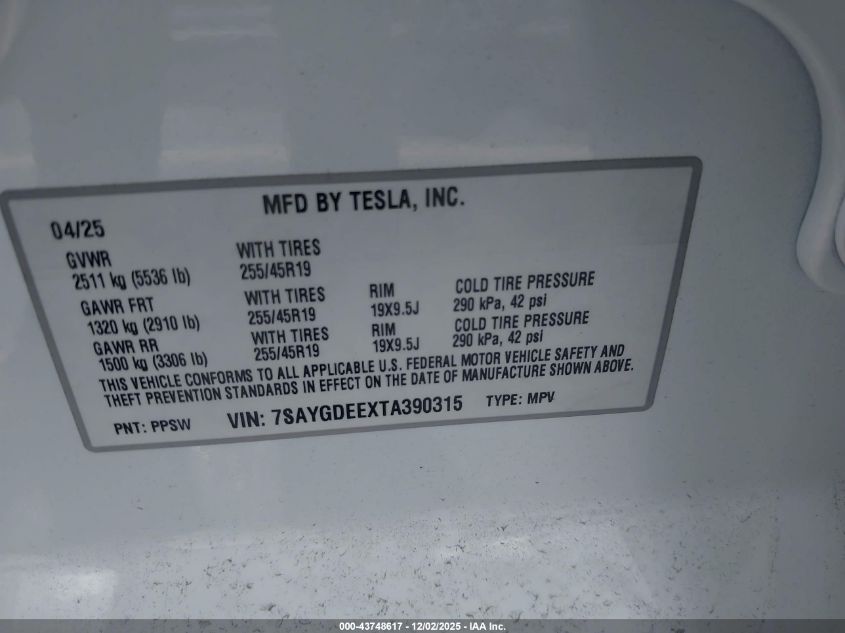 MFD BY TESLA, INC.
04/25
GVWR
2511 kg (5536 lb)
WITH TIRES
255/45R19
GAWR FRT
1320 kg (2910 lb)
WITH TIRES
255/45R19
RIM
19X9.5J
COLD TIRE PRESSURE
290 kPa, 42 psi
GAWR RR
1500 kg (3306 lb)
WITH TIRES
255/45R19
RIM
19X9.5J
COLD TIRE PRESSURE
290 kPa, 42 psi
THIS VEHICLE CONFORMS TO ALL APPLICABLE U.S. FEDERAL MOTOR VEHICLE SAFETY AND
THEFT PREVENTION STANDARDS IN EFFECT ON THE DATE OF MANUFACTURE SHOWN ABOVE.
PNT: PPSW VIN: 7SAYGDEEXTA390315 TYPE: MPV
000-43748617 - 12/02/2025 - IAA Inc.